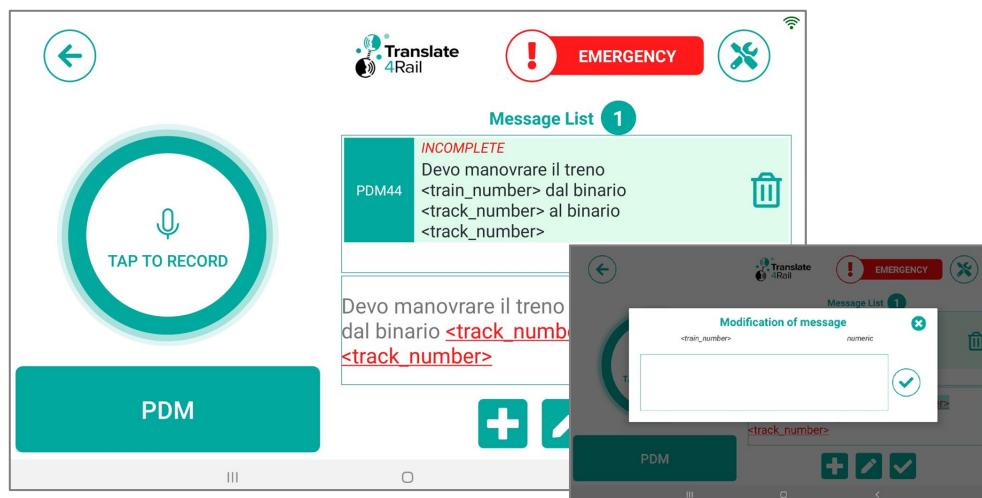 Translate
4Rail
EMERGENCY
Message List 1
INCOMPLETE
PDM44
Devo manovrare il treno
<train_number> dal binario
<track_number> al binario
<track_number>
TAP TO RECORD
Devo manovrare il treno
dal binario <track_numb
<track_number>
PDM
Translate
4Rail
EMERGENCY
Message List 1
Modification of message
<train_number> numeric
<track_number>
PDM